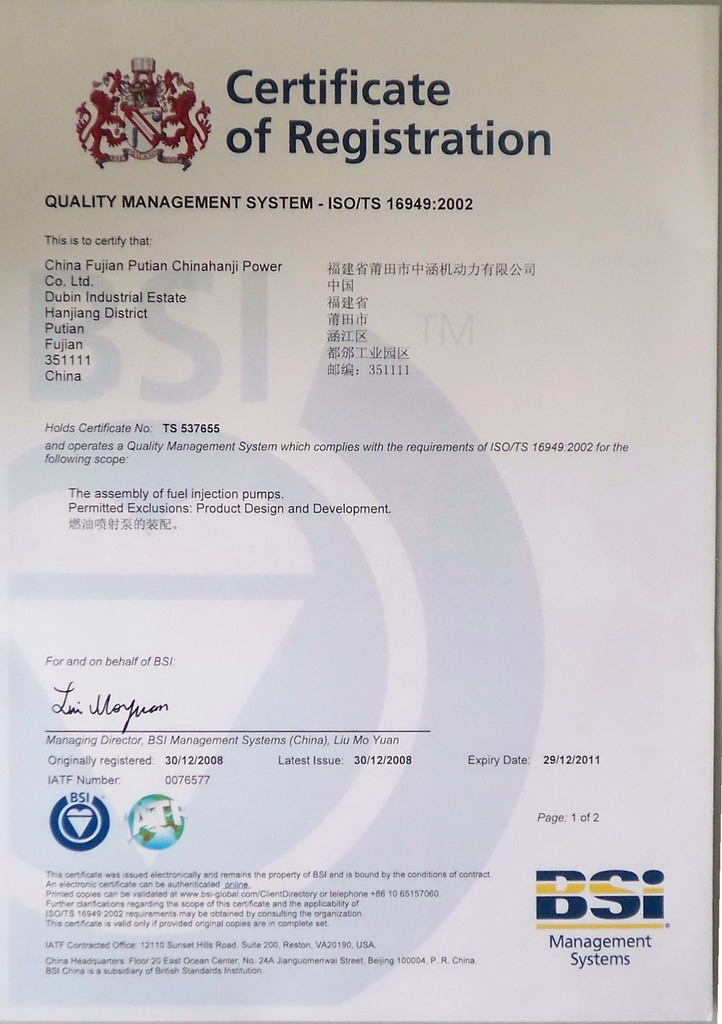 Certificate
of Registration
QUALITY MANAGEMENT SYSTEM - ISO/TS 16949:2002
This is to certify that:
China Fujian Putian Chinahanji Power
Co. Ltd.
Dubin Industrial Estate
Hanjiang District
Putian
Fujian
351111
China
福建省莆田市中涵机动力有限公司
中国
福建省
莆田市
涵江区
都邠工业园区
邮编：351111
BSI
TM
Holds Certificate No: TS 537655
and operates a Quality Management System which complies with the requirements of ISO/TS 16949:2002 for the
following scope:
The assembly of fuel injection pumps.
Permitted Exclusions: Product Design and Development.
燃油喷射泵的装配。
For and on behalf of BSI:
Managing Director, BSI Management Systems (China), Liu Mo Yuan
Originally registered: 30/12/2008 Latest Issue: 30/12/2008 Expiry Date: 29/12/2011
IATF Number: 0076577
BSI
IATF
Page: 1 of 2
This certificate was issued electronically and remains the property of BSI and is bound by the conditions of contract.
An electronic certificate can be authenticated online.
Printed copies can be validated at www.bsi-global.com/ClientDirectory or telephone +86 10 65157060.
Further clarifications regarding the scope of this certificate and the applicability of
ISO/TS 16949:2002 requirements may be obtained by consulting the organization.
This certificate is valid only if provided original copies are in complete set.
IATF Contracted Office: 12110 Sunset Hills Road, Suite 200, Reston, VA20190, USA.
China Headquarters: Floor 20 East Ocean Center, No. 24A Jianguomenwai Street, Beijing 100004, P. R. China.
BSI China is a subsidiary of British Standards Institution.
BSi
®
Management
Systems